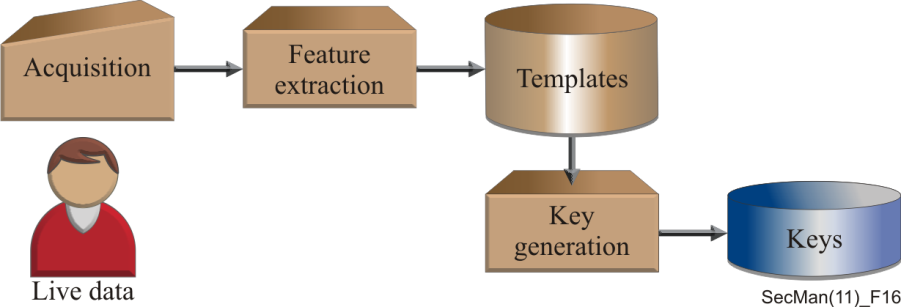 Acquisition
Feature
extraction
Templates
Key
generation
Keys
Live data
SecMan(11)_F16